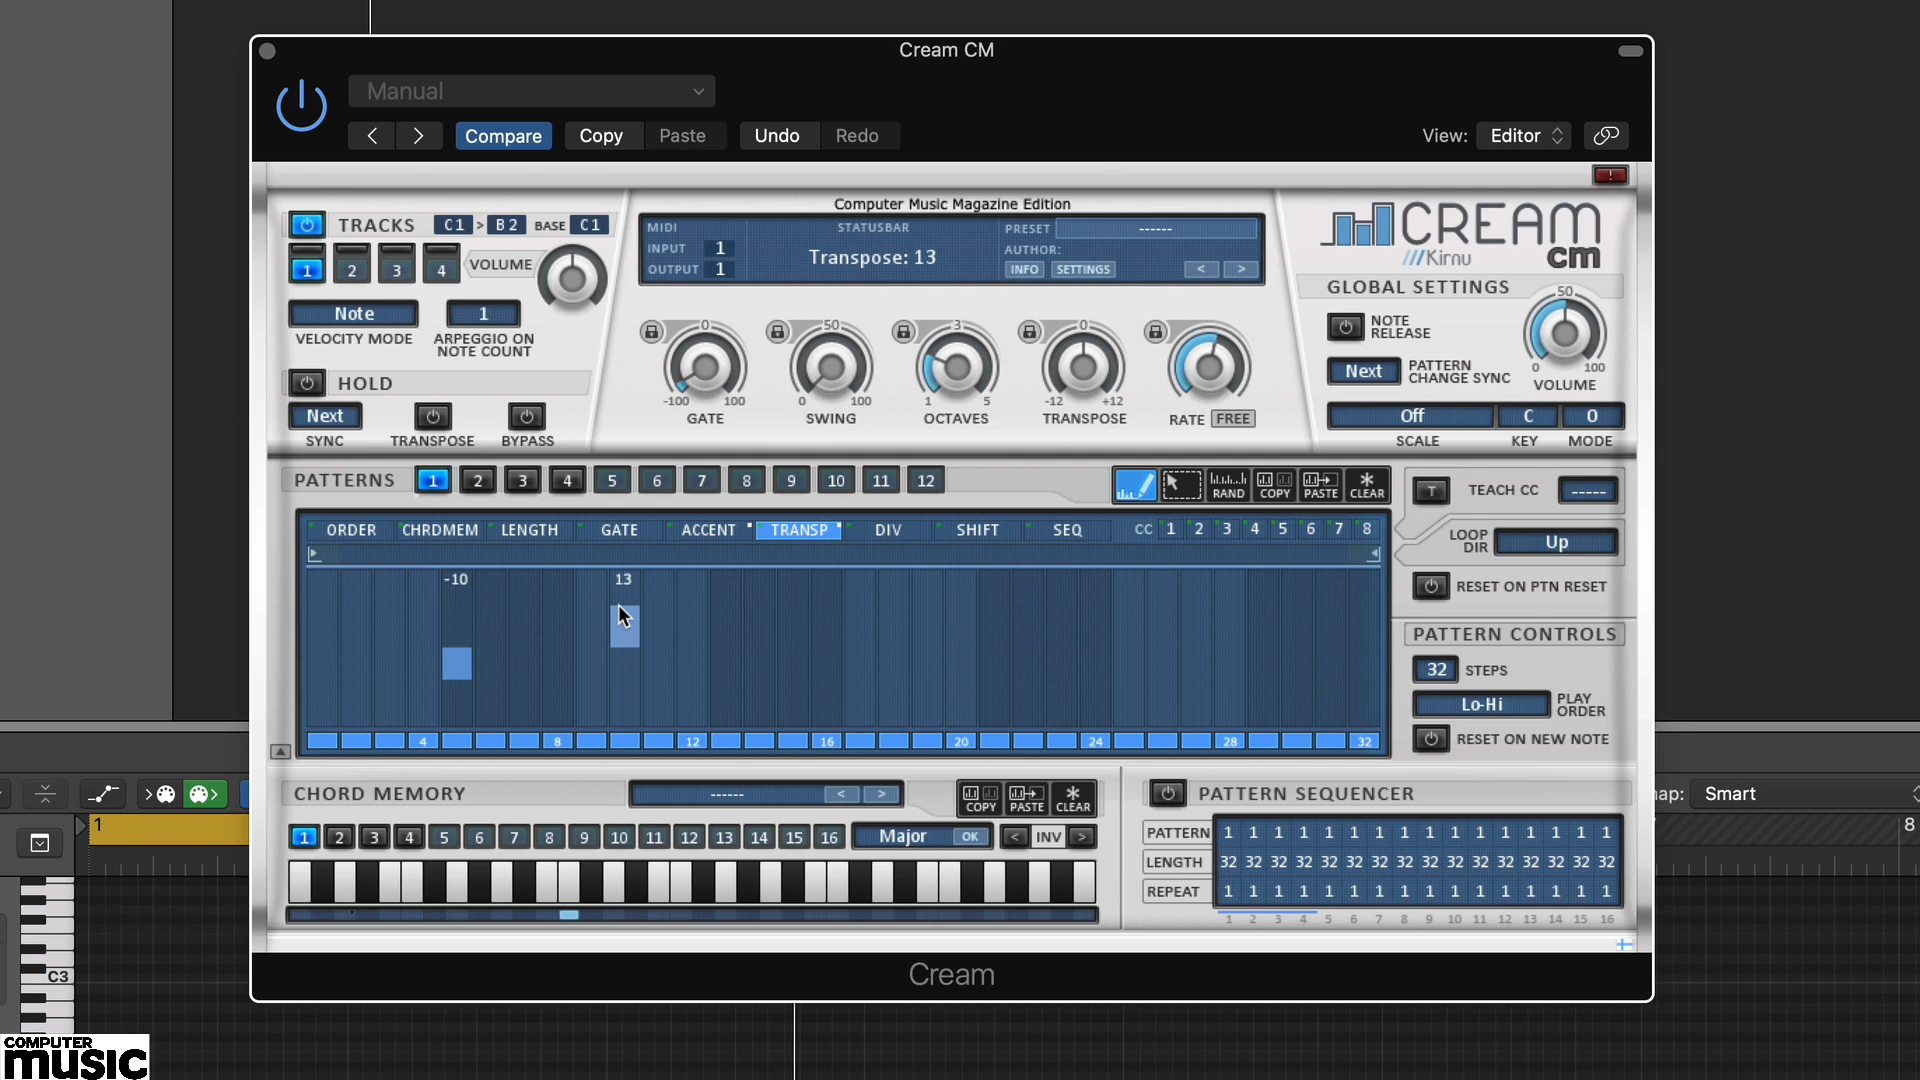 Cream CM
Manual
Compare Copy Paste Undo Redo View: Editor
Computer Music Magazine Edition
TRACKS C1 > B2 BASE C1
1 2 3 4 VOLUME
Note 1
VELOCITY MODE ARPEGGIO ON NOTE COUNT
HOLD
Next
SYNC TRANSPOSE BYPASS
MIDI STATUSBAR PRESET ------
INPUT 1 Transpose: 13 AUTHOR:
OUTPUT 1 INFO SETTINGS < >
0 50 3 0
-100 100 0 100 1 5 -12 +12
GATE SWING OCTAVES TRANSPOSE RATE FREE
CREAM
///Kirnu cm
GLOBAL SETTINGS
50
NOTE RELEASE
Next PATTERN CHANGE SYNC
0 100
VOLUME
Off C 0
SCALE KEY MODE
PATTERNS 1 2 3 4 5 6 7 8 9 10 11 12
RAND COPY PASTE CLEAR
T TEACH CC -----
ORDER CHRDMEM LENGTH GATE ACCENT TRANSP DIV SHIFT SEQ CC 1 2 3 4 5 6 7 8
LOOP DIR Up
-10 13
RESET ON PTN RESET
PATTERN CONTROLS
32 STEPS
Lo-Hi PLAY ORDER
RESET ON NEW NOTE
4 8 12 16 20 24 28 32
CHORD MEMORY ------ < >
COPY PASTE CLEAR
1 2 3 4 5 6 7 8 9 10 11 12 13 14 15 16 Major OK < INV >
PATTERN SEQUENCER
PATTERN 1 1 1 1 1 1 1 1 1 1 1 1 1 1 1 1
LENGTH 32 32 32 32 32 32 32 32 32 32 32 32 32 32 32 32
REPEAT 1 1 1 1 1 1 1 1 1 1 1 1 1 1 1 1
1 2 3 4 5 6 7 8 9 10 11 12 13 14 15 16
Cream
ap: Smart
1 8
C3
COMPUTER
MUSIC